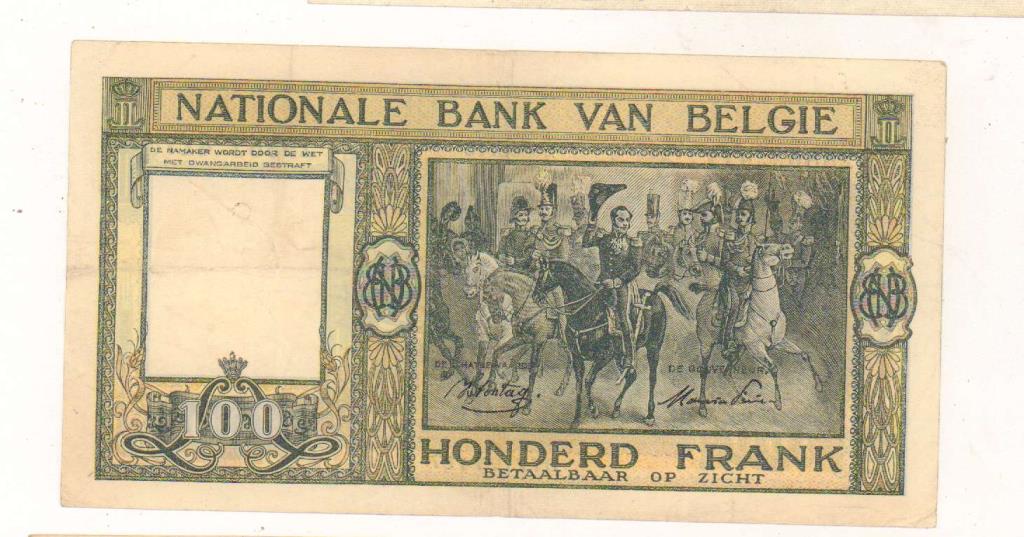 NATIONALE BANK VAN BELGIE
DE NAMAKER WORDT DOOR DE WET
MET DWANGARBEID GESTRAFT
DE GOUVERNEUR
100
HONDERD FRANK
BETAALBAAR OP ZICHT